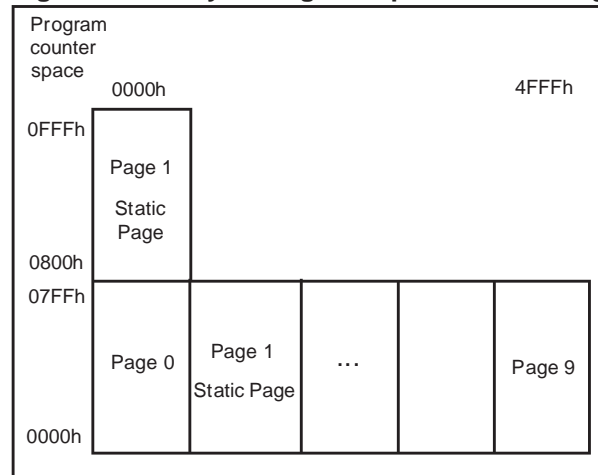 Program
counter
space
0000h
4FFFh
0FFFh
Page 1
Static
Page
0800h
07FFh
Page 0
Page 1
Static Page
...
Page 9
0000h